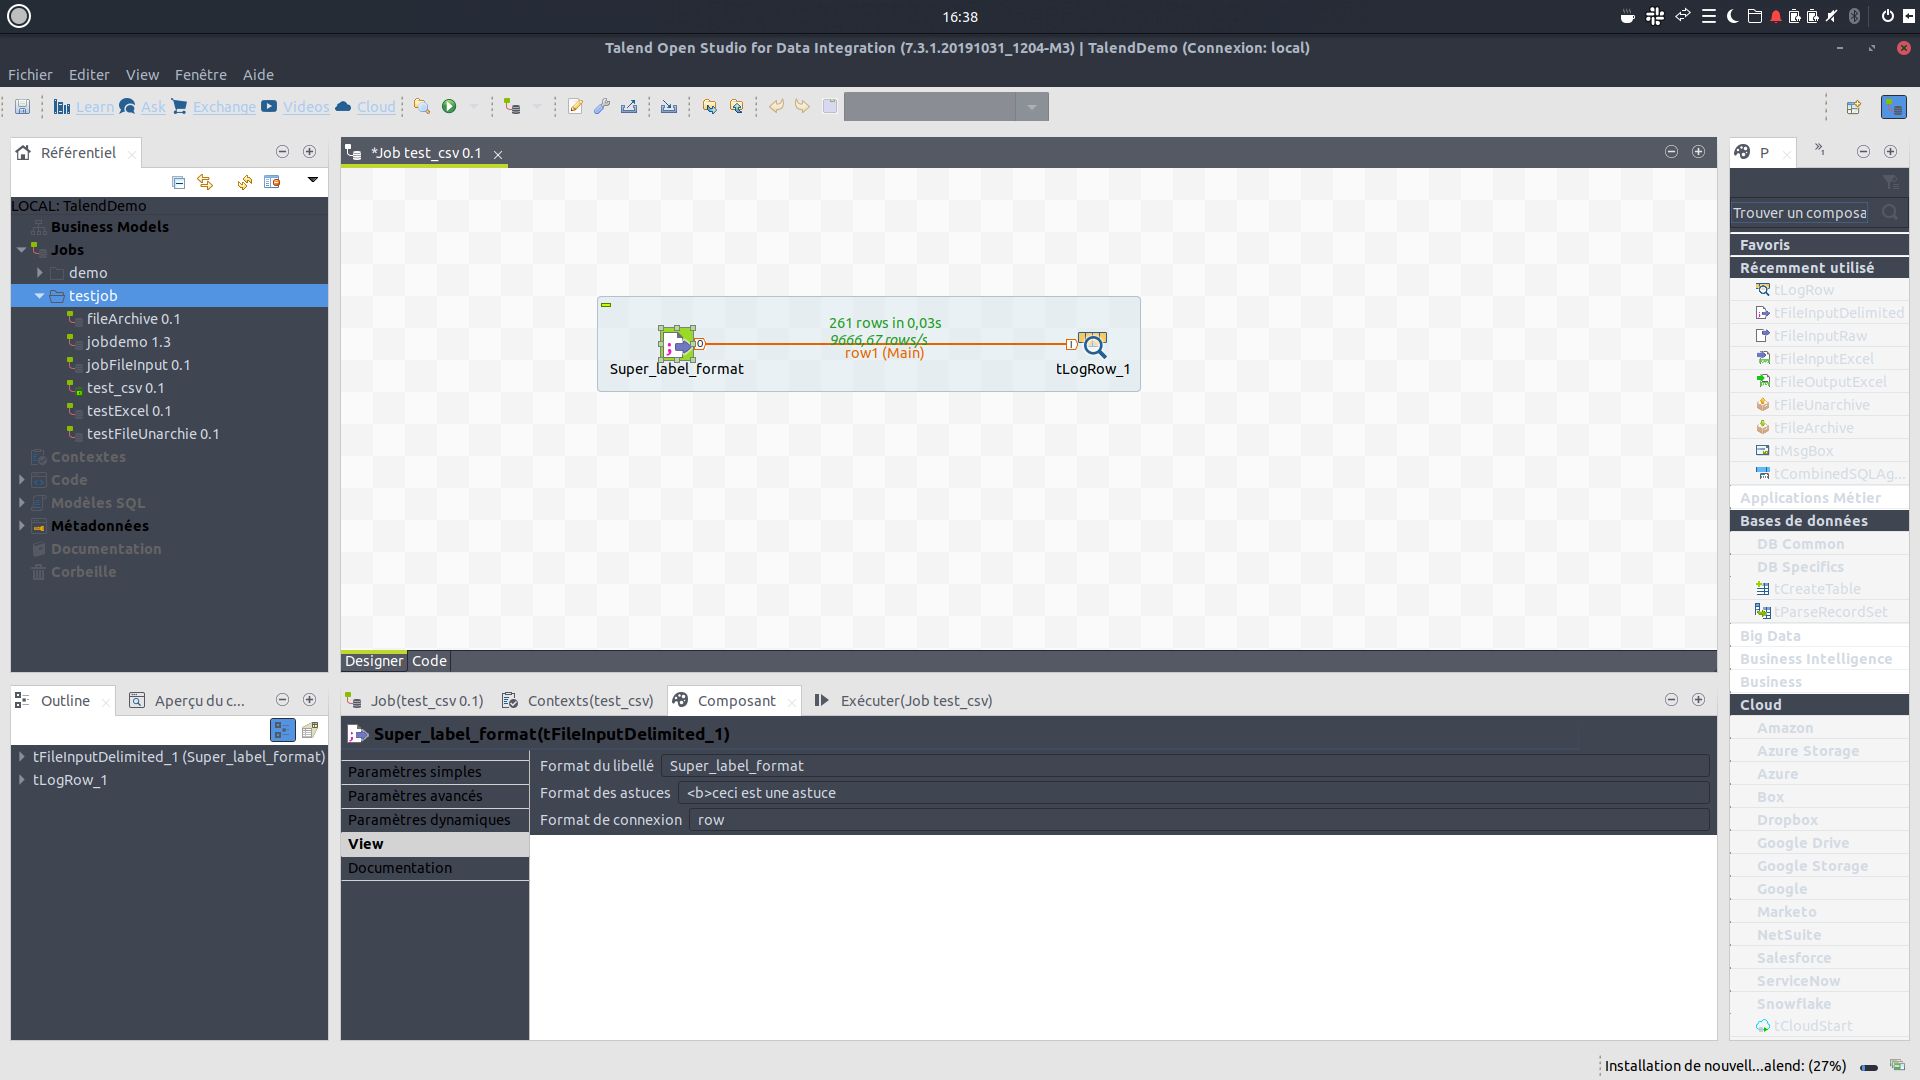 16:38
Talend Open Studio for Data Integration (7.3.1.20191031_1204-M3) | TalendDemo (Connexion: local)
Fichier Editer View Fenêtre Aide
Learn Ask Exchange Videos Cloud
Référentiel
LOCAL: TalendDemo
Business Models
Jobs
demo
testjob
fileArchive 0.1
jobdemo 1.3
jobFileInput 0.1
test_csv 0.1
testExcel 0.1
testFileUnarchie 0.1
Contextes
Code
Modèles SQL
Métadonnées
Documentation
Corbeille
*Job test_csv 0.1
261 rows in 0,03s
9666,67 rows/s
row1 (Main)
Super_label_format
tLogRow_1
Designer Code
P
Trouver un composa
Favoris
Récemment utilisé
tLogRow
tFileInputDelimited
tFileInputRaw
tFileInputExcel
tFileOutputExcel
tFileUnarchive
tFileArchive
tMsgBox
tCombinedSQLAg...
Applications Métier
Bases de données
DB Common
DB Specifics
tCreateTable
tParseRecordSet
Big Data
Business Intelligence
Business
Cloud
Amazon
Azure Storage
Azure
Box
Dropbox
Google Drive
Google Storage
Google
Marketo
NetSuite
Salesforce
ServiceNow
Snowflake
tCloudStart
Outline Aperçu du c...
tFileInputDelimited_1 (Super_label_format)
tLogRow_1
Job(test_csv 0.1) Contexts(test_csv) Composant Exécuter(Job test_csv)
Super_label_format(tFileInputDelimited_1)
Paramètres simples
Paramètres avancés
Paramètres dynamiques
View
Documentation
Format du libellé Super_label_format
Format des astuces <b>ceci est une astuce
Format de connexion row
Installation de nouvell...alend: (27%)